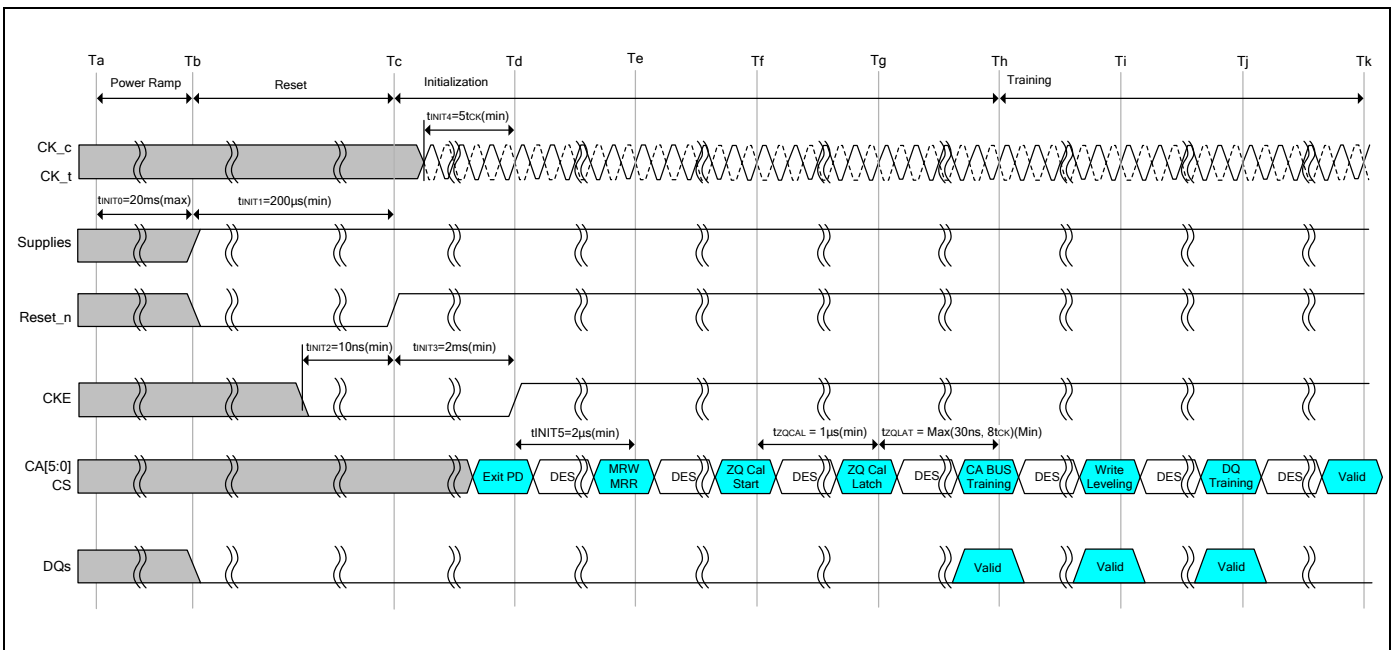 Ta Tb Tc Td Te Tf Tg Th Ti Tj Tk
Power Ramp Reset Initialization Training
tINIT4=5tCK(min)
CK_c
CK_t
tINIT0=20ms(max) tINIT1=200µs(min)
Supplies
Reset_n
tINIT2=10ns(min) tINIT3=2ms(min)
CKE
tINIT5=2µs(min) tZQCAL = 1µs(min) tZQLAT = Max(30ns, 8tCK)(Min)
CA[5:0]
CS
Exit PD DES MRW DES ZQ Cal DES ZQ Cal DES CA BUS DES Write DES DQ DES Valid
MRR Start Latch Training Leveling Training
DQs Valid Valid Valid